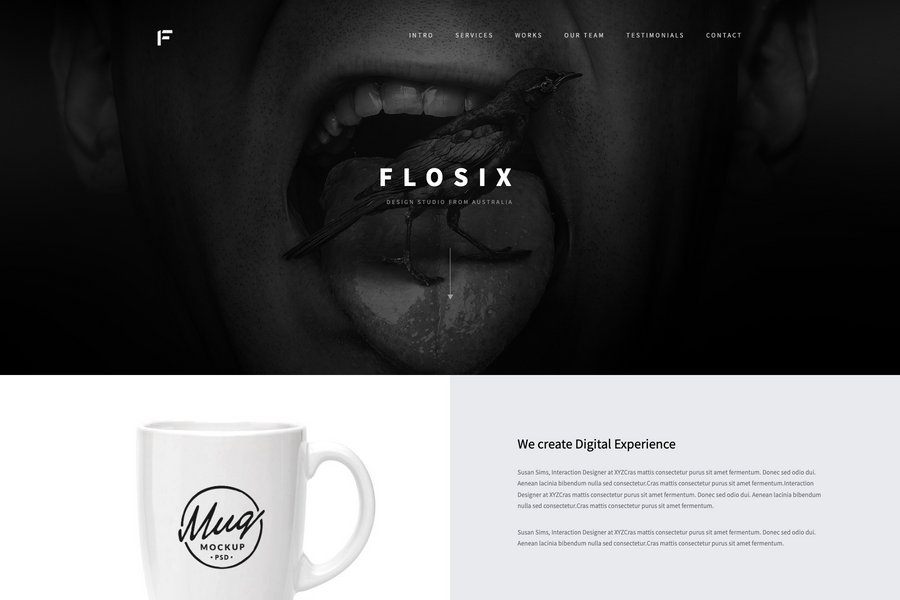 F
INTRO SERVICES WORKS OUR TEAM TESTIMONIALS CONTACT
FLOSIX
DESIGN STUDIO FROM AUSTRALIA
Mug
MOCKUP
• PSD •
We create Digital Experience
Susan Sims, Interaction Designer at XYZCras mattis consectetur purus sit amet fermentum. Donec sed odio dui.
Aenean lacinia bibendum nulla sed consectetur.Cras mattis consectetur purus sit amet fermentum.Interaction
Designer at XYZCras mattis consectetur purus sit amet fermentum. Donec sed odio dui. Aenean lacinia bibendum
nulla sed consectetur.Cras mattis consectetur purus sit amet fermentum.
Susan Sims, Interaction Designer at XYZCras mattis consectetur purus sit amet fermentum. Donec sed odio dui.
Aenean lacinia bibendum nulla sed consectetur.Cras mattis consectetur purus sit amet fermentum.